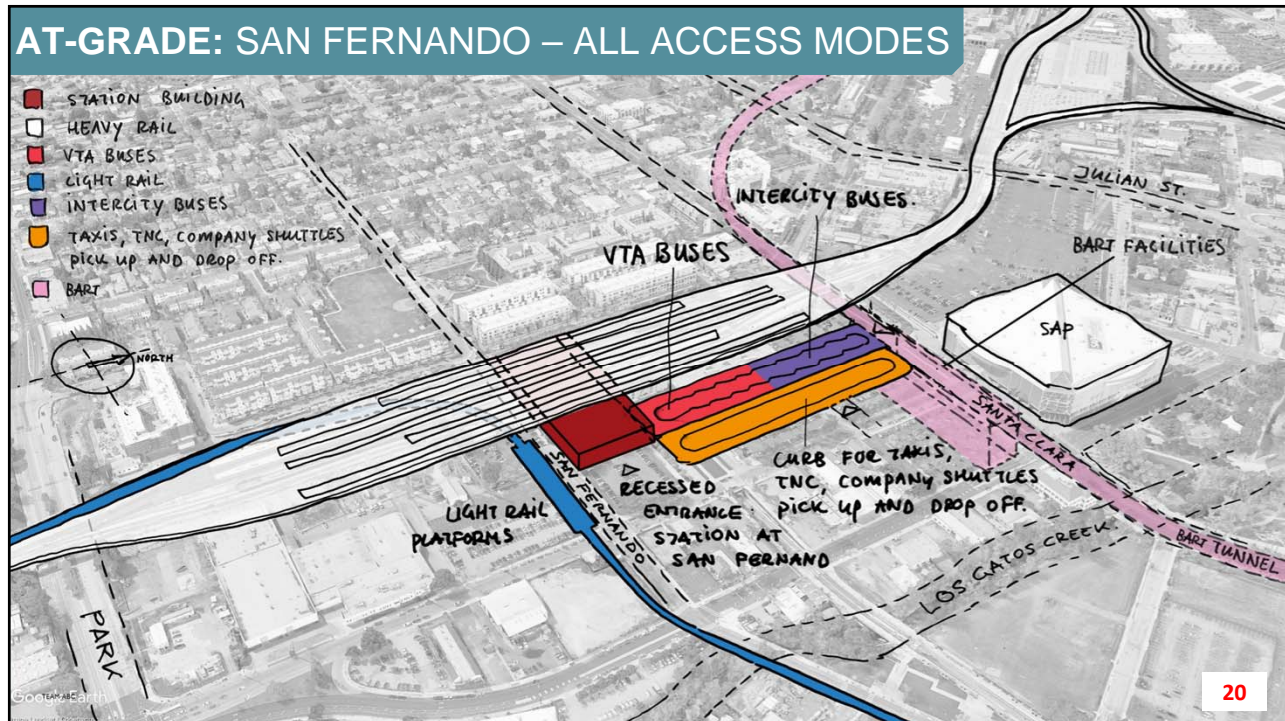 AT-GRADE: SAN FERNANDO – ALL ACCESS MODES
STATION BUILDING
HEAVY RAIL
VTA BUSES
LIGHT RAIL
INTERCITY BUSES
TAXIS, TNC, COMPANY SHUTTLES
PICK UP AND DROP OFF.
BART
NORTH
INTERCITY BUSES.
VTA BUSES
JULIAN ST.
BART FACILITIES
SAP
SANTA CLARA
CURB FOR TAXIS,
TNC, COMPANY SHUTTLES
PICK UP AND DROP OFF.
SAN FERNANDO
RECESSED
ENTRANCE
STATION AT
SAN FERNAND
LIGHT RAIL
PLATFORMS
LOS GATOS CREEK.
BART TUNNEL
PARK
Google Earth
TEAM ABC
20